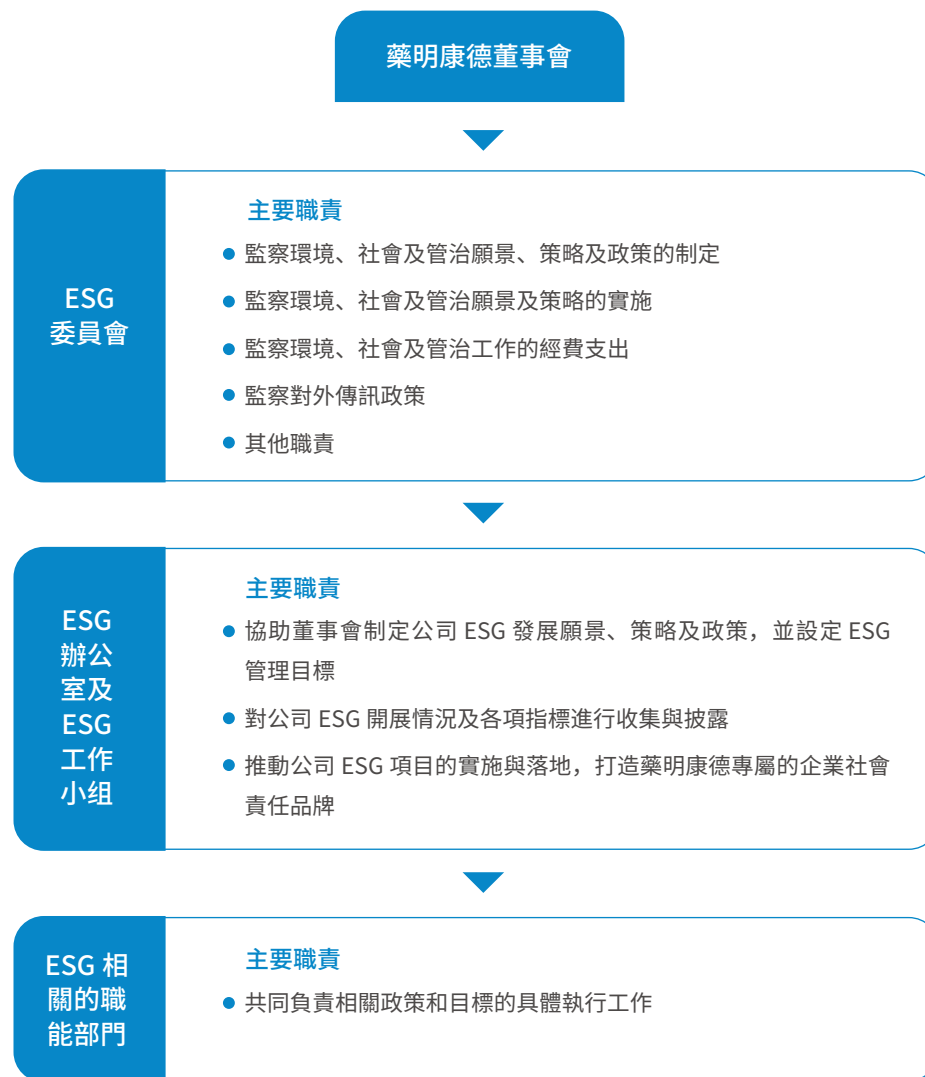 藥明康德董事會
ESG
委員會
主要職責
監察環境、社會及管治願景、策略及政策的制定
監察環境、社會及管治願景及策略的實施
監察環境、社會及管治工作的經費支出
監察對外傳訊政策
其他職責
ESG
辦公
室及
ESG
工作
小组
主要職責
協助董事會制定公司 ESG 發展願景、策略及政策，並設定 ESG
管理目標
對公司 ESG 開展情況及各項指標進行收集與披露
推動公司 ESG 項目的實施與落地，打造藥明康德專屬的企業社會
責任品牌
ESG 相
關的職
能部門
主要職責
共同負責相關政策和目標的具體執行工作